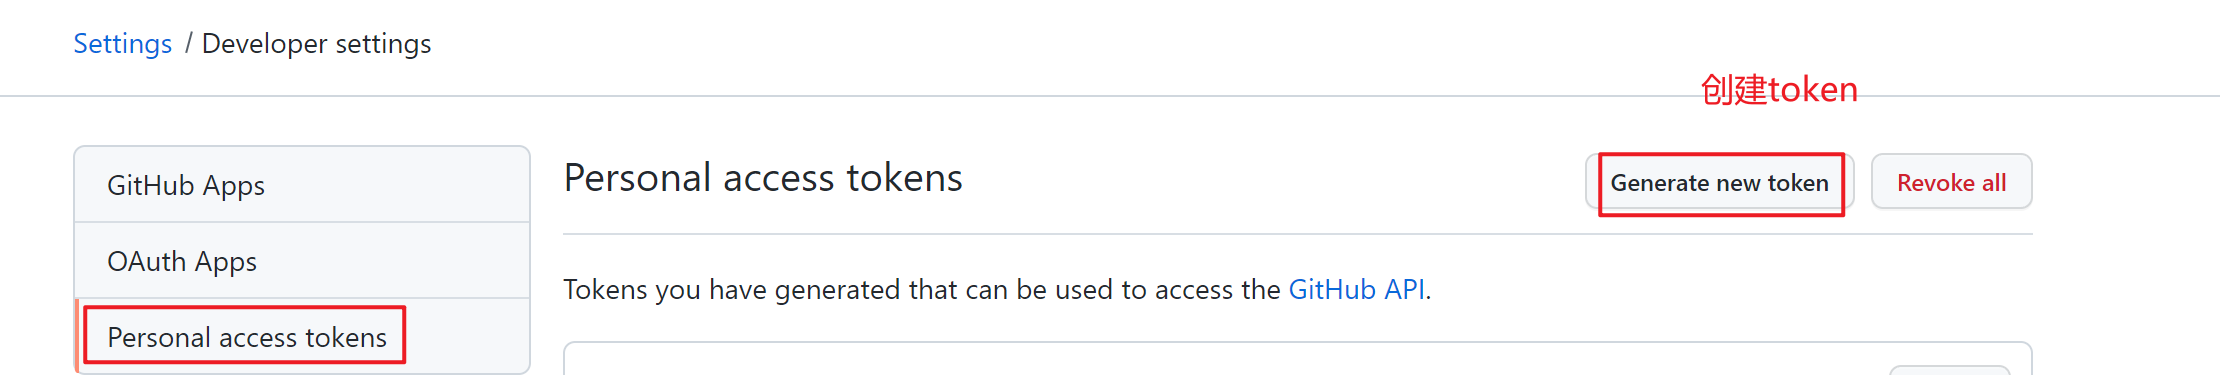 Settings / Developer settings
创建token
GitHub Apps
OAuth Apps
Personal access tokens
Personal access tokens
Generate new token
Revoke all
Tokens you have generated that can be used to access the GitHub API.